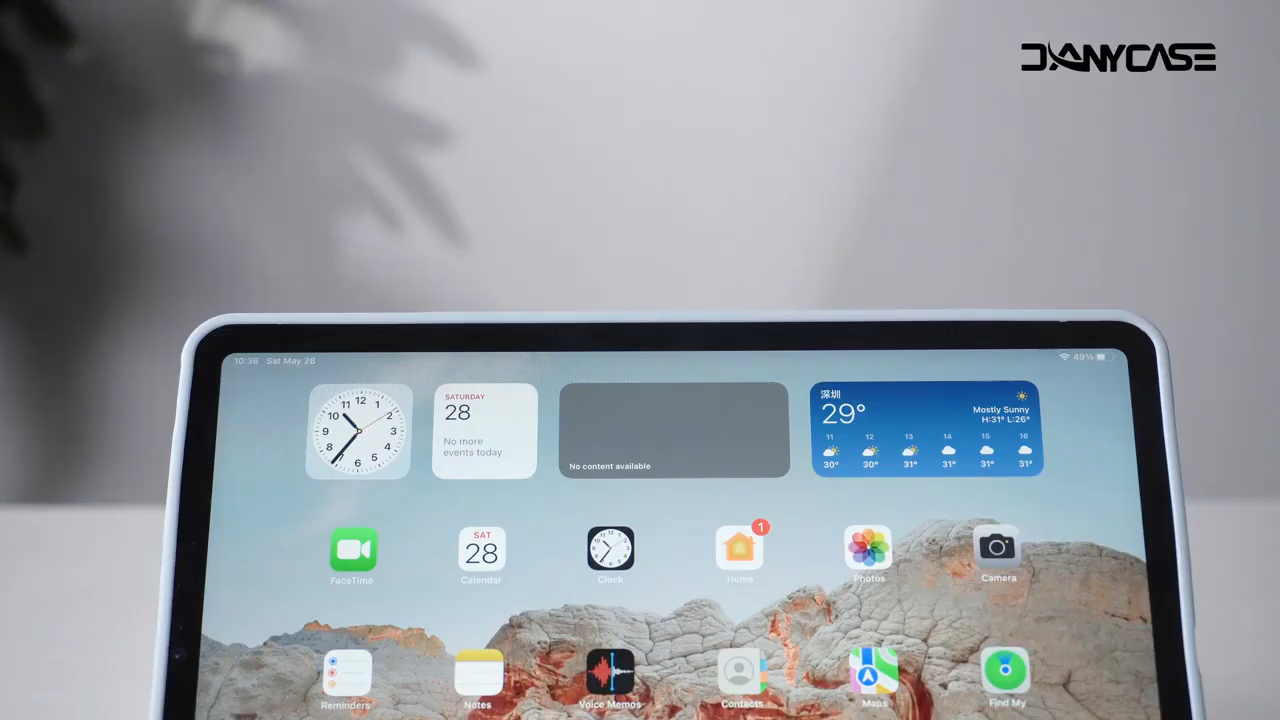 DANYCASE
10:36 Sat May 28
49%
12
1
2
3
4
5
6
7
8
9
10
11
SATURDAY
28
No more
events today
No content available
深圳
29°
Mostly Sunny
H:31° L:26°
11 12 13 14 15 16
30° 30° 31° 31° 31° 31°
FaceTime
SAT
28
Calendar
Clock
1
Home
Photos
Camera
Reminders
Notes
Voice Memos
Contacts
Maps
Find My